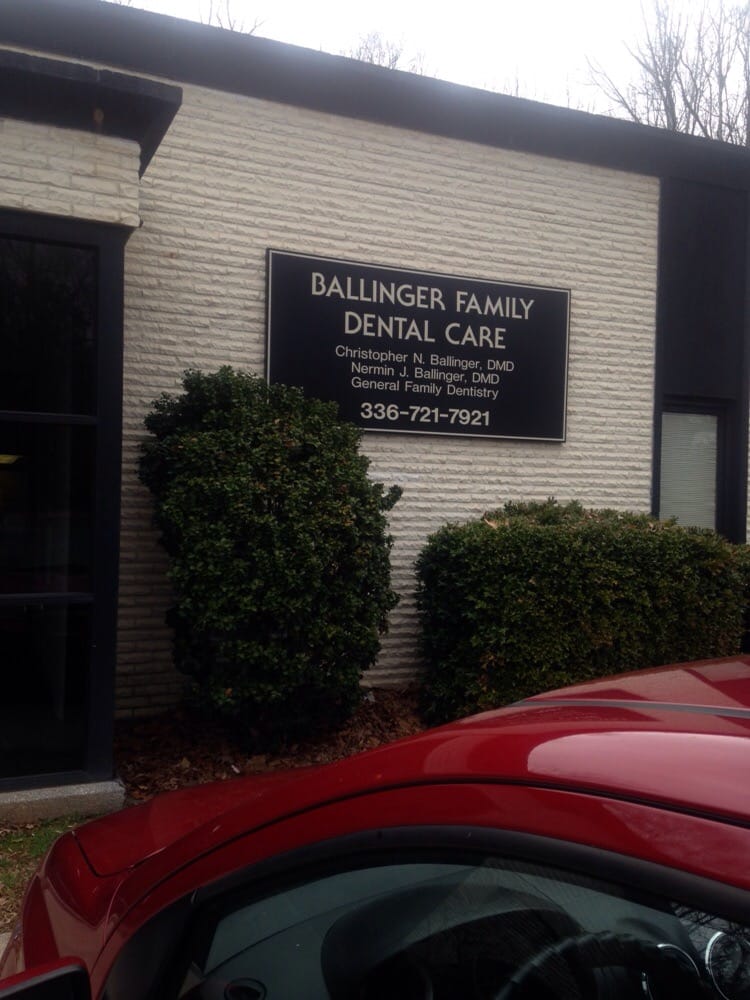 BALLINGER FAMILY
DENTAL CARE
Christopher N. Ballinger, DMD
Nermin J. Ballinger, DMD
General Family Dentistry
336-721-7921